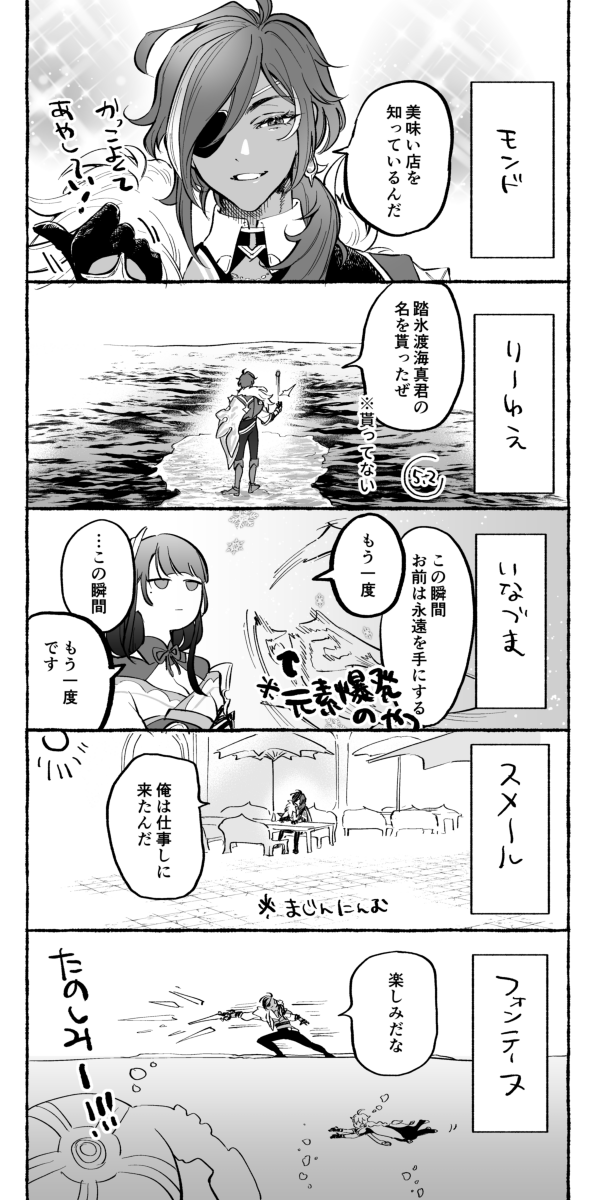 モンド
美味い店を
知っているんだ
かっこよくて
あやしい!
りーゆえ
踏氷渡海真君の
名を貰ったぜ
※貰ってない
5.2
いなづま
この瞬間
お前は永遠を手にする
もう一度
…この瞬間
もう一度
です
↑
※元素爆発
のやつ
スメール
俺は仕事しに
来たんだ
※まじんにんむ
フォンテーヌ
楽しみだな
たのしみー!!!